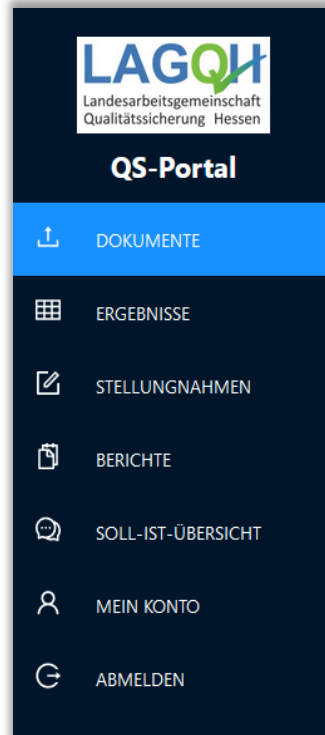 LAGQH
Landesarbeitsgemeinschaft
Qualitätssicherung Hessen
QS-Portal
DOKUMENTE
ERGEBNISSE
STELLUNGNAHMEN
BERICHTE
SOLL-IST-ÜBERSICHT
MEIN KONTO
ABMELDEN